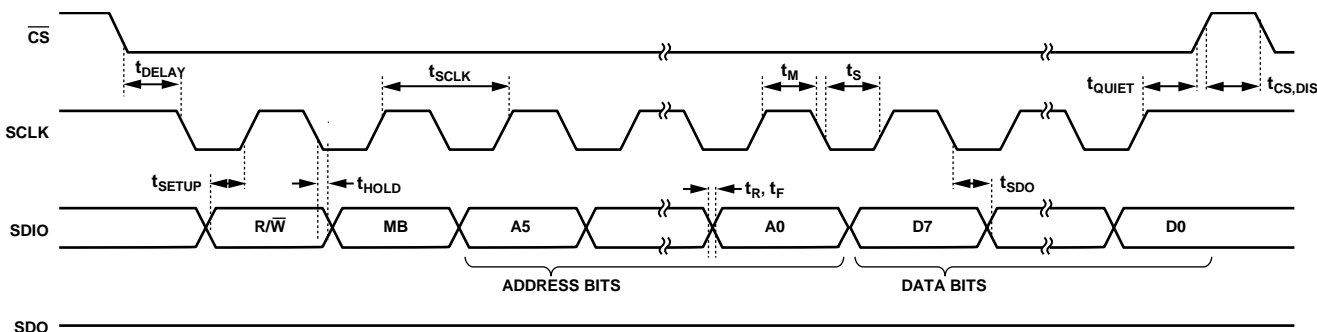 CS
tDELAY
tSCLK
tM
tS
tQUIET
tCS,DIS
SCLK
tSETUP
tHOLD
tR, tF
tSDO
SDIO
R/W
MB
A5
A0
D7
D0
ADDRESS BITS
DATA BITS
SDO